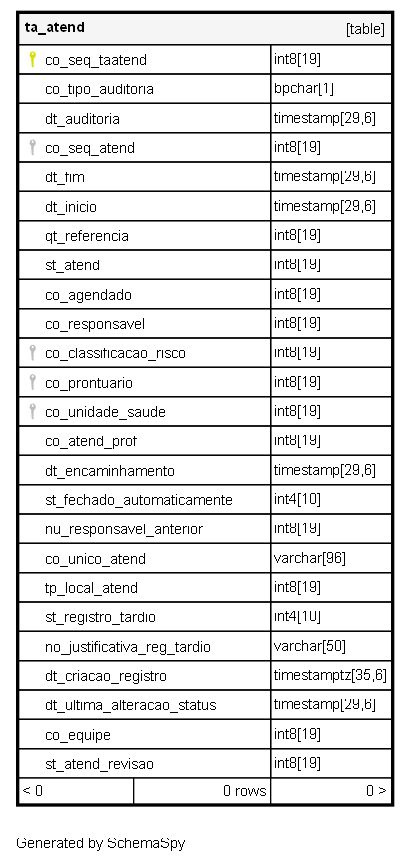 ta_atend [table]
co_seq_taatend int8[19]
co_tipo_auditoria bpchar[1]
dt_auditoria timestamp[29,6]
co_seq_atend int8[19]
dt_fim timestamp[29,6]
dt_inicio timestamp[29,6]
qt_referencia int8[19]
st_atend int8[19]
co_agendado int8[19]
co_responsavel int8[19]
co_classificacao_risco int8[19]
co_prontuario int8[19]
co_unidade_saude int8[19]
co_atend_prof int8[19]
dt_encaminhamento timestamp[29,6]
st_fechado_automaticamente int4[10]
nu_responsavel_anterior int8[19]
co_unico_atend varchar[96]
tp_local_atend int8[19]
st_registro_tardio int4[10]
no_justificativa_reg_tardio varchar[50]
dt_criacao_registro timestamptz[35,6]
dt_ultima_alteracao_status timestamp[29,6]
co_equipe int8[19]
st_atend_revisao int8[19]
< 0 0 rows 0 >
Generated by SchemaSpy